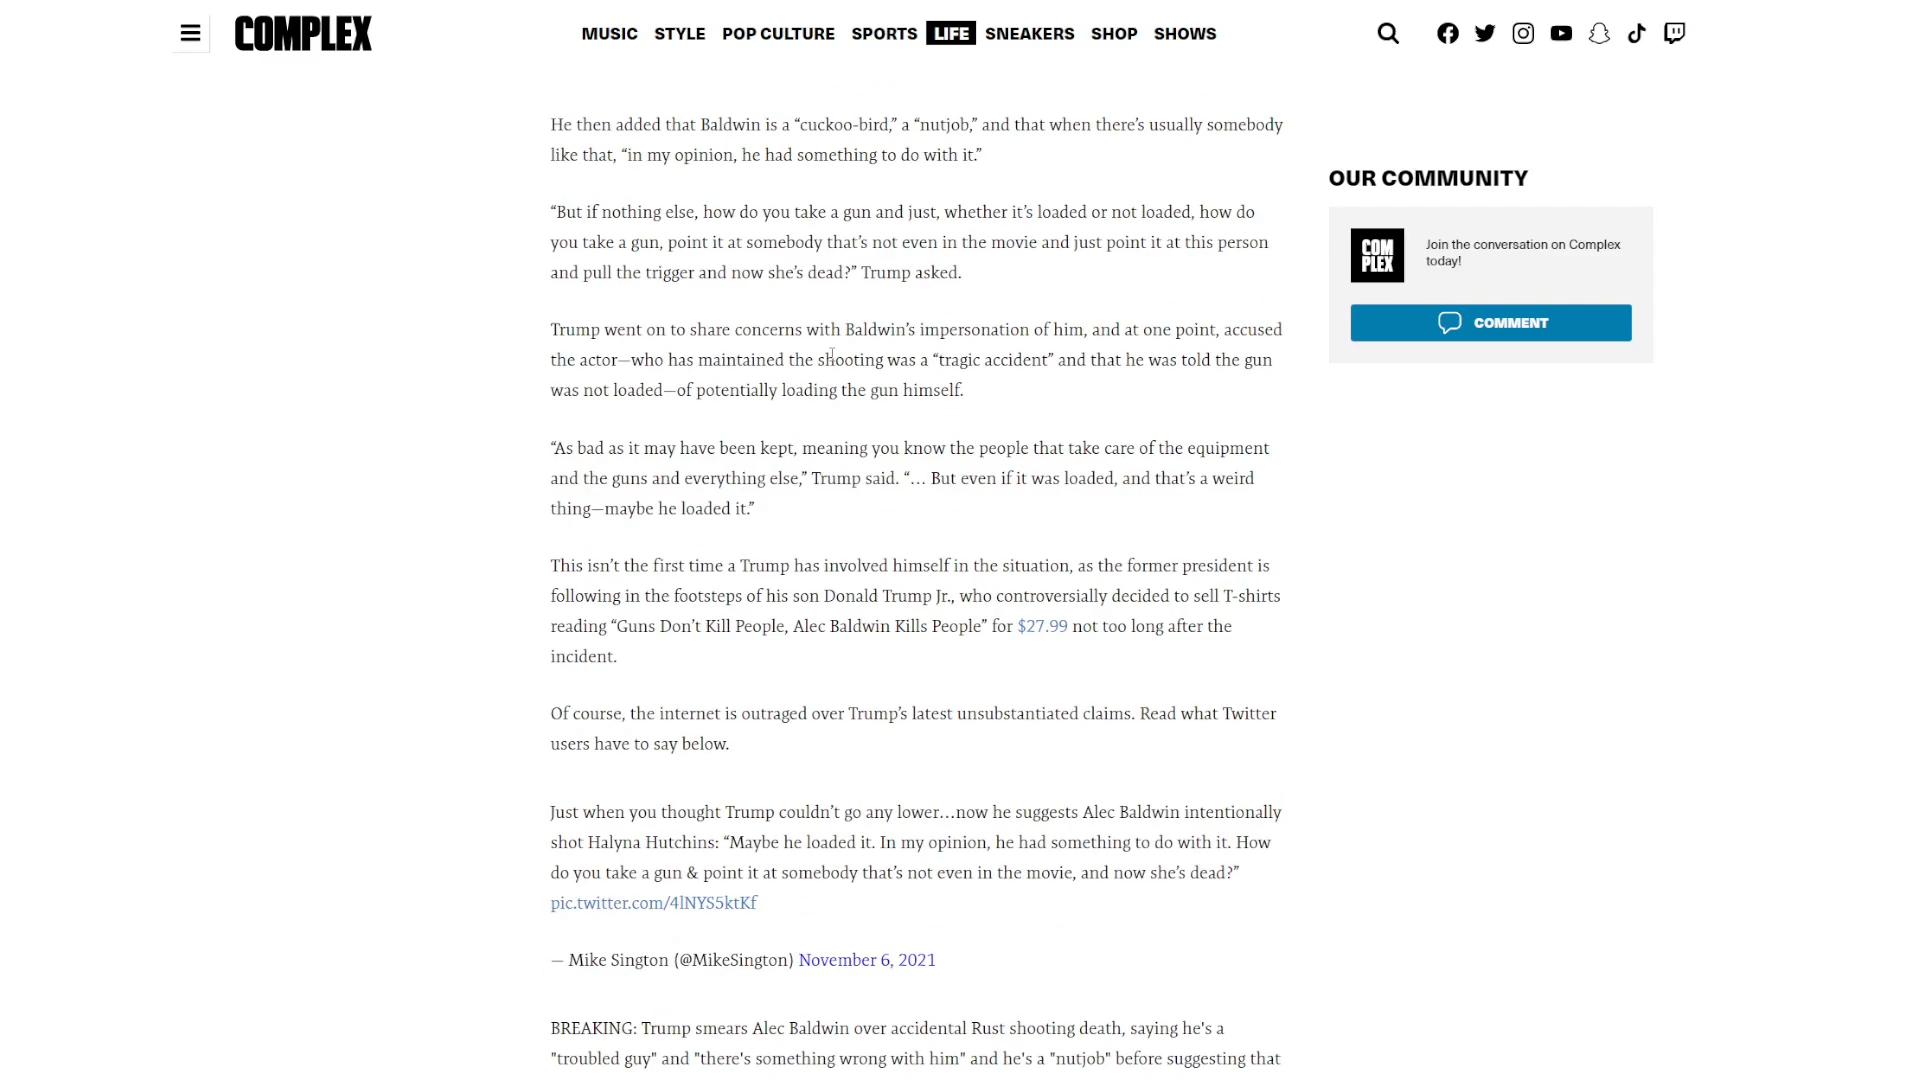 COMPLEX
MUSIC STYLE POP CULTURE SPORTS LIFE SNEAKERS SHOP SHOWS
He then added that Baldwin is a “cuckoo-bird,” a “nutjob,” and that when there’s usually somebody
like that, “in my opinion, he had something to do with it.”
“But if nothing else, how do you take a gun and just, whether it’s loaded or not loaded, how do
you take a gun, point it at somebody that’s not even in the movie and just point it at this person
and pull the trigger and now she’s dead?” Trump asked.
Trump went on to share concerns with Baldwin’s impersonation of him, and at one point, accused
the actor—who has maintained the shooting was a “tragic accident” and that he was told the gun
was not loaded—of potentially loading the gun himself.
“As bad as it may have been kept, meaning you know the people that take care of the equipment
and the guns and everything else,” Trump said. “… But even if it was loaded, and that’s a weird
thing—maybe he loaded it.”
This isn’t the first time a Trump has involved himself in the situation, as the former president is
following in the footsteps of his son Donald Trump Jr., who controversially decided to sell T-shirts
reading “Guns Don’t Kill People, Alec Baldwin Kills People” for $27.99 not too long after the
incident.
Of course, the internet is outraged over Trump’s latest unsubstantiated claims. Read what Twitter
users have to say below.
Just when you thought Trump couldn’t go any lower…now he suggests Alec Baldwin intentionally
shot Halyna Hutchins: “Maybe he loaded it. In my opinion, he had something to do with it. How
do you take a gun & point it at somebody that’s not even in the movie, and now she’s dead?”
pic.twitter.com/4lNYS5ktKf
— Mike Sington (@MikeSington) November 6, 2021
BREAKING: Trump smears Alec Baldwin over accidental Rust shooting death, saying he's a
"troubled guy" and "there's something wrong with him" and he's a "nutjob" before suggesting that
OUR COMMUNITY
COM
PLEX
Join the conversation on Complex
today!
COMMENT